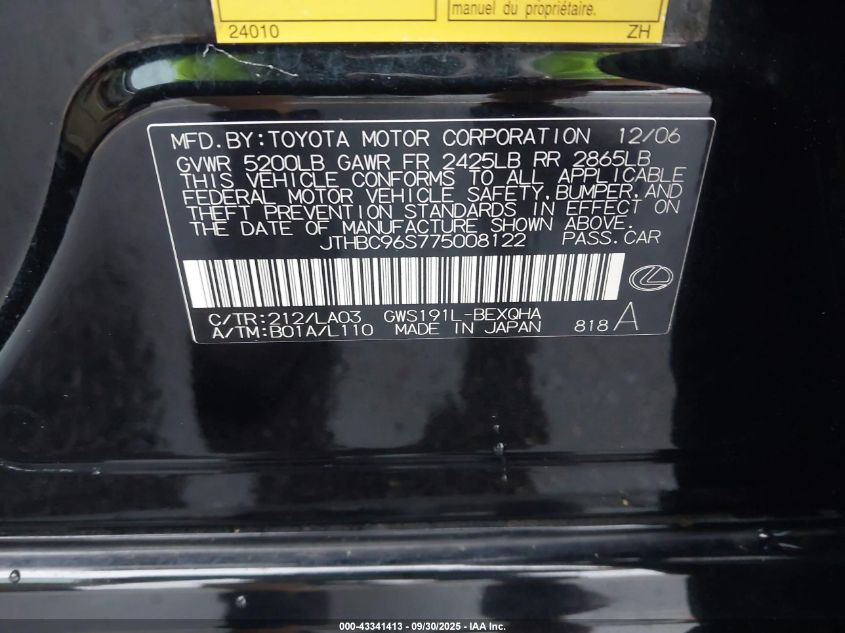 manuel du propriétaire.
24010 ZH
MFD.BY:TOYOTA MOTOR CORPORATION 12/06
GVWR 5200LB GAWR FR 2425LB RR 2865LB
THIS VEHICLE CONFORMS TO ALL APPLICABLE
FEDERAL MOTOR VEHICLE SAFETY,BUMPER,AND
THEFT PREVENTION STANDARDS IN EFFECT ON
THE DATE OF MANUFACTURE SHOWN ABOVE.
JTHBC96S775008122 PASS.CAR
C/TR:212/LA03 GWS191L-BEXQHA
A/TM:B01A/L110 MADE IN JAPAN 818 A
000-43341413 - 09/30/2025 - IAA Inc.